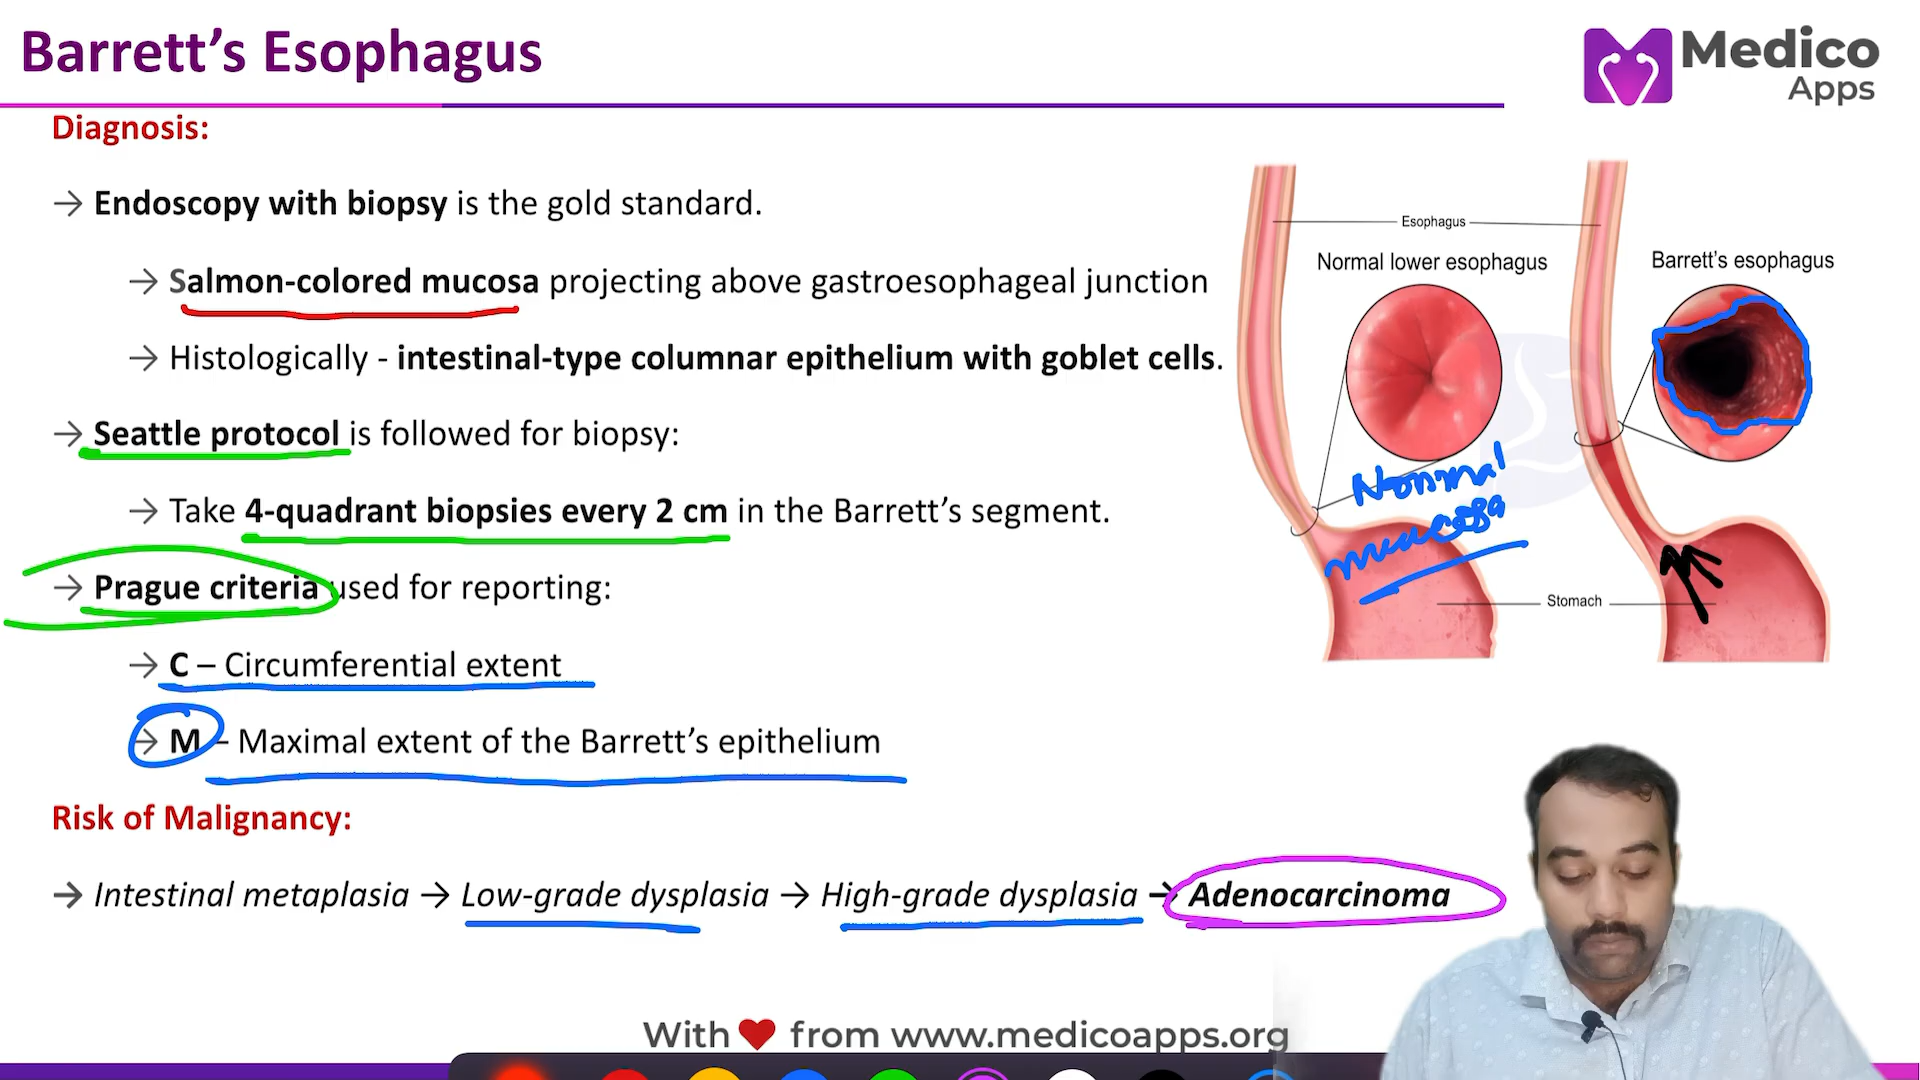 Barrett’s Esophagus
Medico
Apps
Diagnosis:
→ Endoscopy with biopsy is the gold standard.
→ Salmon-colored mucosa projecting above gastroesophageal junction
→ Histologically - intestinal-type columnar epithelium with goblet cells.
→ Seattle protocol is followed for biopsy:
→ Take 4-quadrant biopsies every 2 cm in the Barrett’s segment.
→ Prague criteria used for reporting:
→ C – Circumferential extent
→ M – Maximal extent of the Barrett’s epithelium
Risk of Malignancy:
→ Intestinal metaplasia → Low-grade dysplasia → High-grade dysplasia → Adenocarcinoma
Esophagus
Normal lower esophagus
Barrett’s esophagus
Normal
mucosa
Stomach
With ❤ from www.medicoapps.org